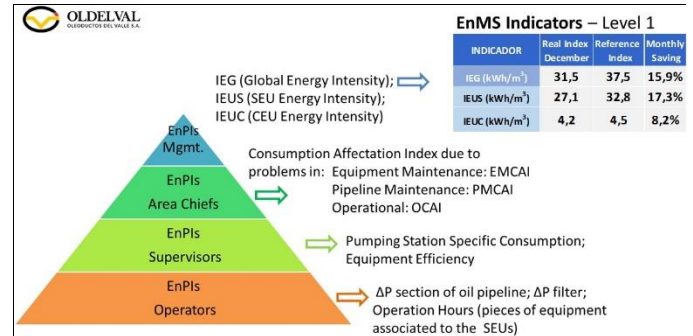 OLDELVAL
OLEODUCTOS DEL VALLE S.A.
EnMS Indicators – Level 1
INDICADOR Real Index December Reference Index Monthly Saving
IEG (kWh/m³) 31,5 37,5 15,9%
IEUS (kWh/m³) 27,1 32,8 17,3%
IEUC (kWh/m³) 4,2 4,5 8,2%
IEG (Global Energy Intensity);
IEUS (SEU Energy Intensity);
IEUC (CEU Energy Intensity)
EnPIs
Mgmt.
Consumption Affectation Index due to
problems in: Equipment Maintenance: EMCAI
Pipeline Maintenance: PMCAI
Operational: OCAI
EnPIs
Area Chiefs
EnPIs
Supervisors
Pumping Station Specific Consumption;
Equipment Efficiency
EnPIs
Operators
ΔP section of oil pipeline; ΔP filter;
Operation Hours (pieces of equipment
associated to the SEUs)